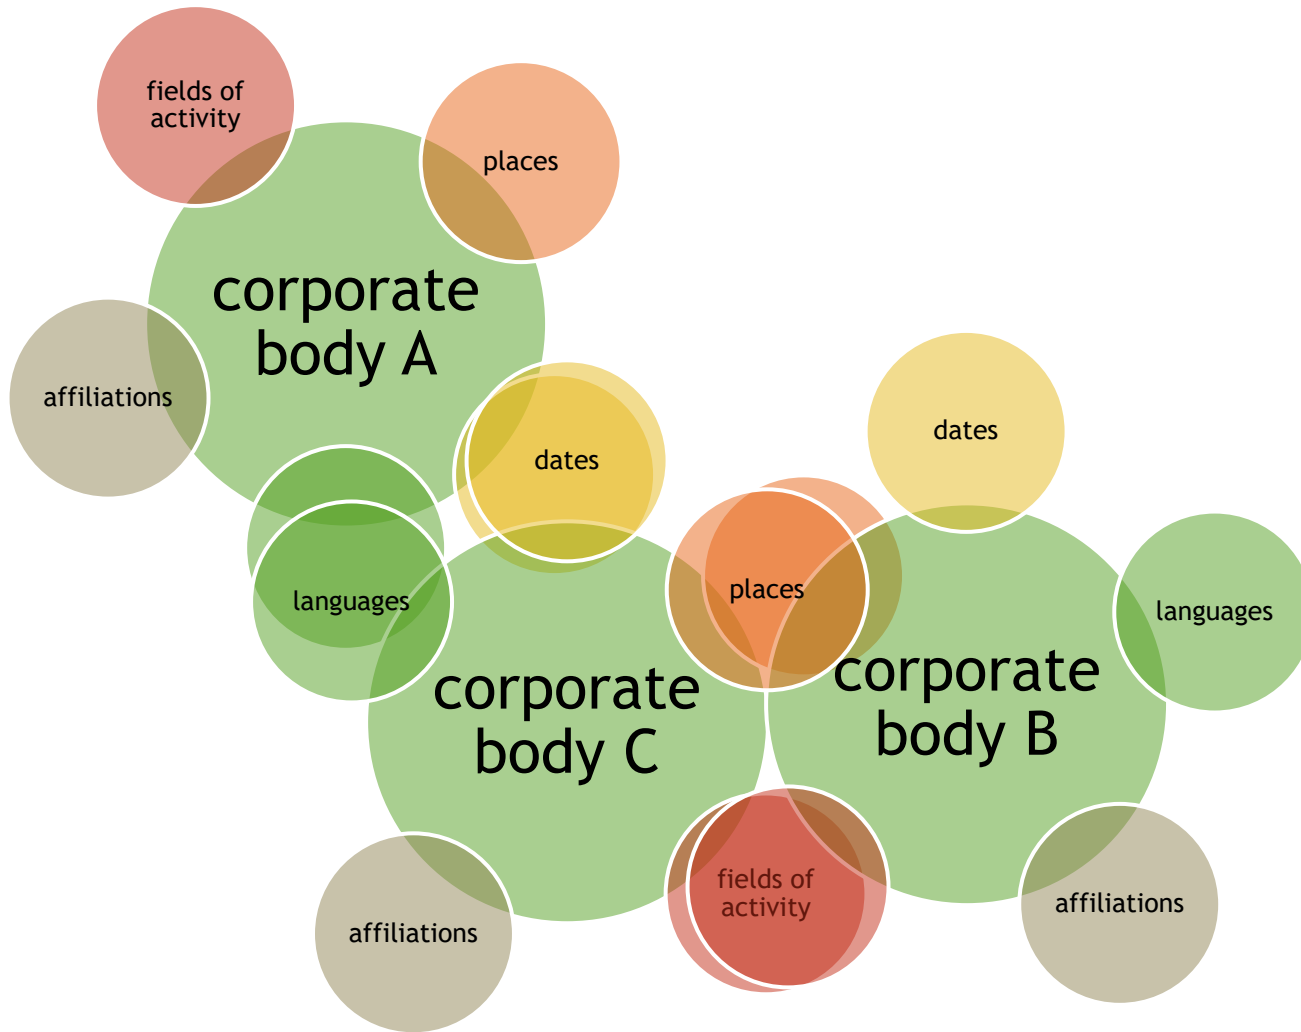 fields of
activity
places
corporate
body A
affiliations
dates
dates
languages
places
languages
corporate
body C
corporate
body B
fields of
activity
affiliations
affiliations